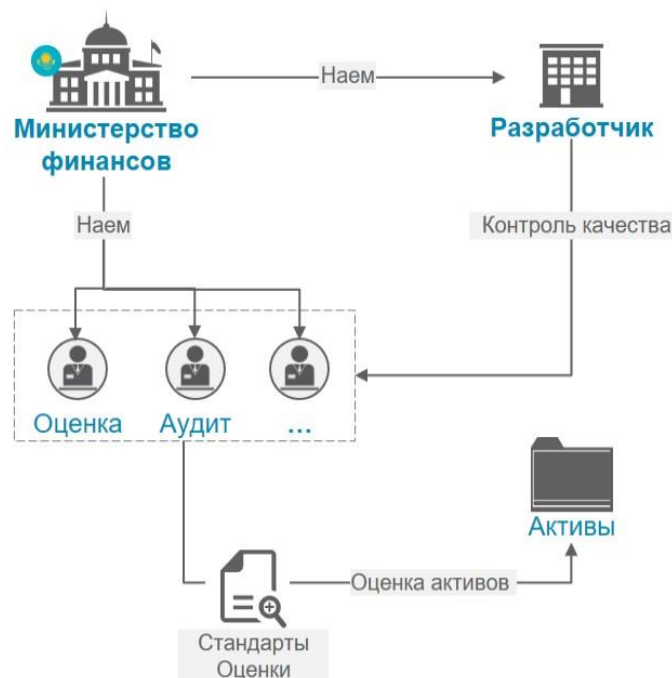 Наем
Министерство
финансов
Разработчик
Наем
Контроль качества
Оценка
Аудит
...
Активы
Оценка активов
Стандарты
Оценки